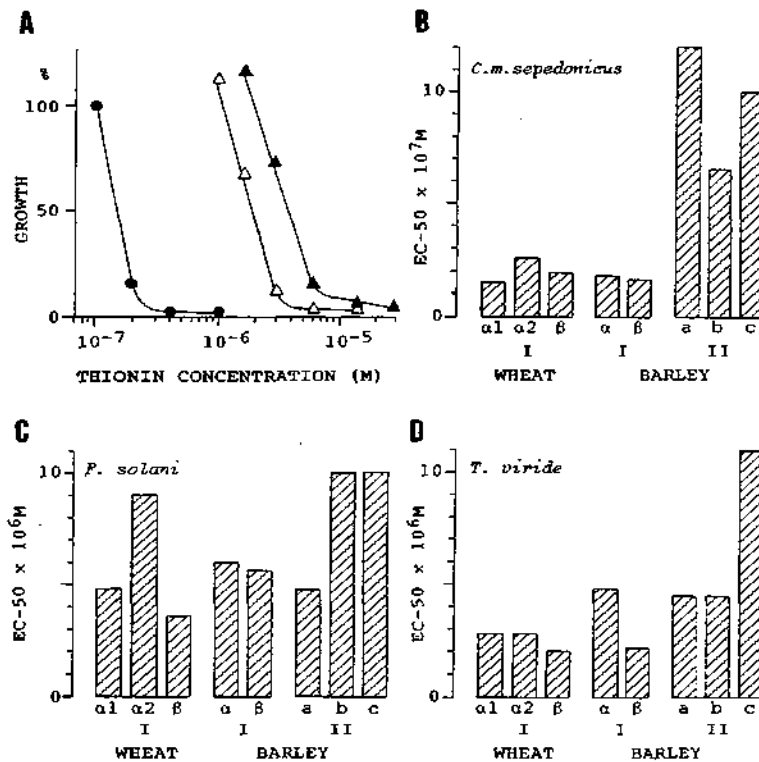 A
%
100
50
0
GROWTH
10⁻⁷ 10⁻⁶ 10⁻⁵
THIONIN CONCENTRATION (M)
B
C.m.sepedonicus
10
0
EC-50 x 10⁷M
α1 α2 β α β a b c
I I II
WHEAT BARLEY
C
F. solani
10
0
EC-50 x 10⁶M
α1 α2 β α β a b c
I I II
WHEAT BARLEY
D
T. viride
10
0
EC-50 x 10⁶M
α1 α2 β α β a b c
I I II
WHEAT BARLEY